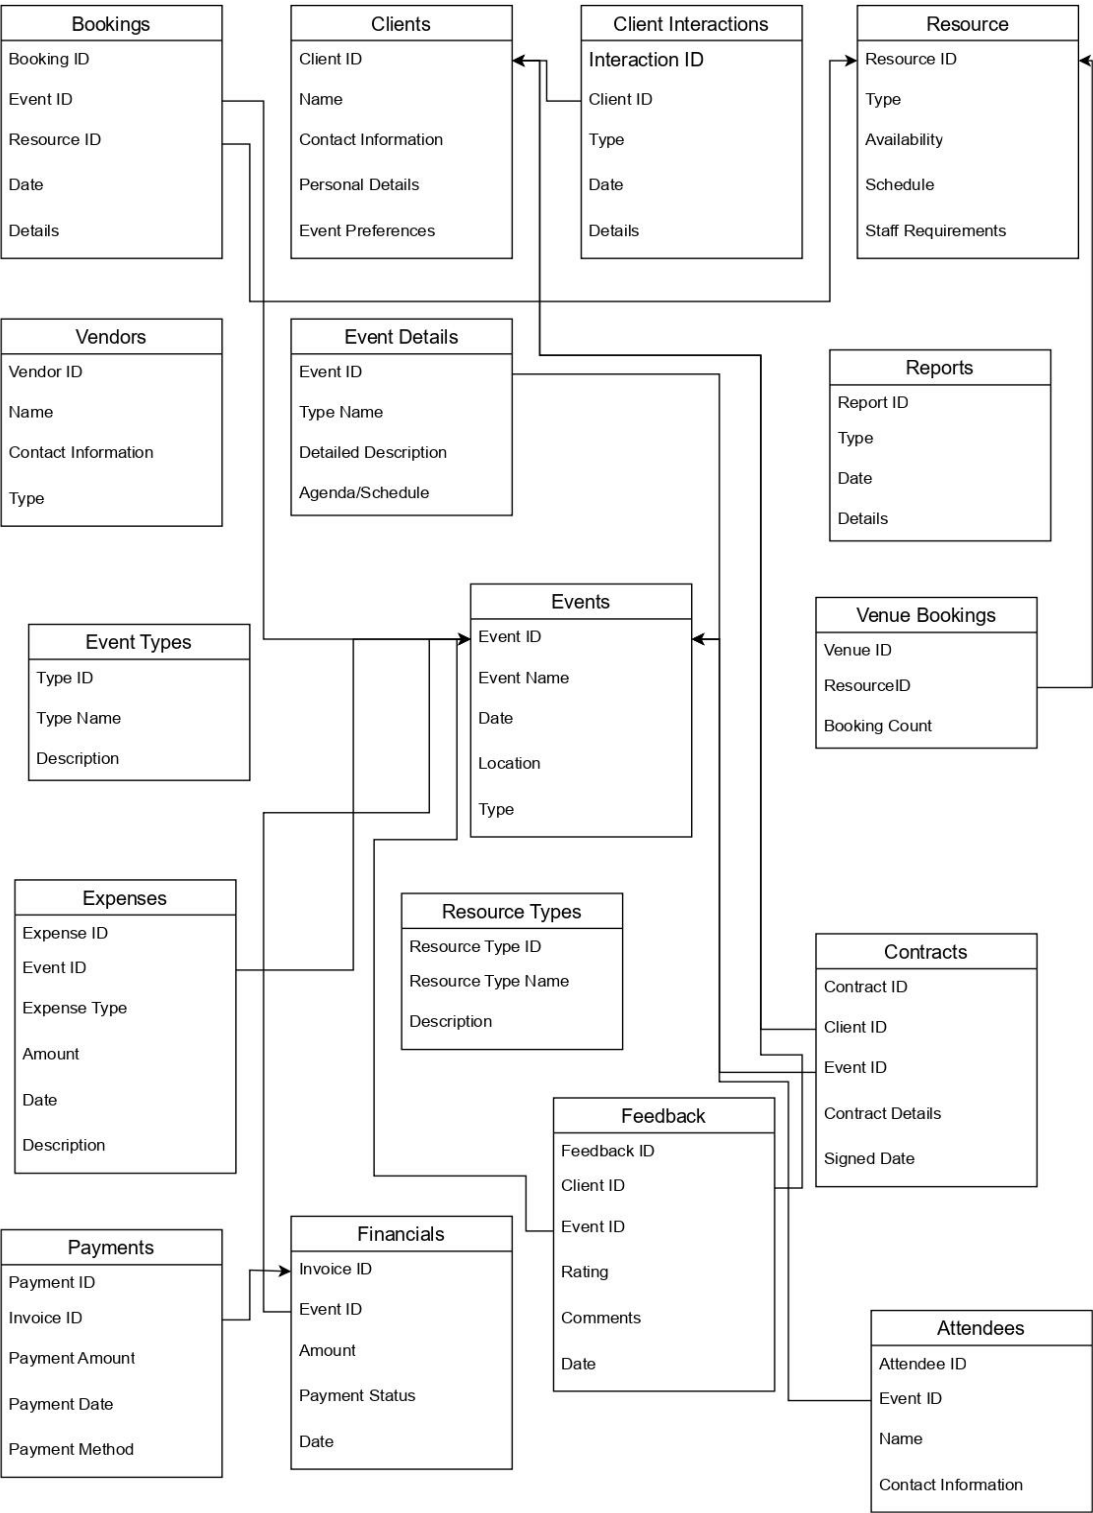 Bookings
Booking ID
Event ID
Resource ID
Date
Details
Clients
Client ID
Name
Contact Information
Personal Details
Event Preferences
Client Interactions
Interaction ID
Client ID
Type
Date
Details
Resource
Resource ID
Type
Availability
Schedule
Staff Requirements
Vendors
Vendor ID
Name
Contact Information
Type
Event Details
Event ID
Type Name
Detailed Description
Agenda/Schedule
Reports
Report ID
Type
Date
Details
Event Types
Type ID
Type Name
Description
Events
Event ID
Event Name
Date
Location
Type
Venue Bookings
Venue ID
ResourceID
Booking Count
Expenses
Expense ID
Event ID
Expense Type
Amount
Date
Description
Resource Types
Resource Type ID
Resource Type Name
Description
Contracts
Contract ID
Client ID
Event ID
Contract Details
Signed Date
Feedback
Feedback ID
Client ID
Event ID
Rating
Comments
Date
Payments
Payment ID
Invoice ID
Payment Amount
Payment Date
Payment Method
Financials
Invoice ID
Event ID
Amount
Payment Status
Date
Attendees
Attendee ID
Event ID
Name
Contact Information